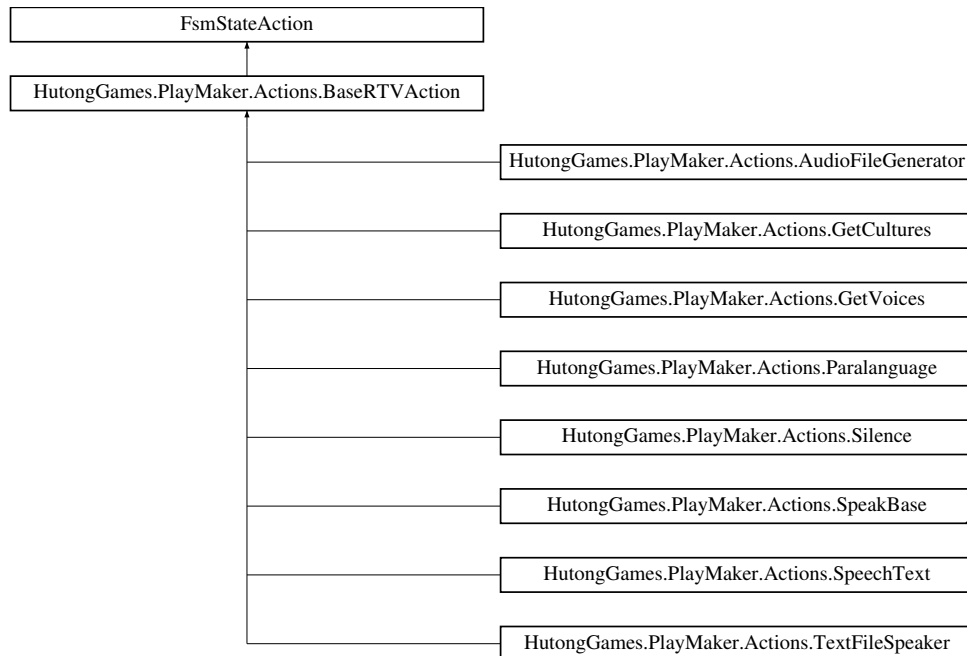 FsmStateAction
HutongGames.PlayMaker.Actions.BaseRTVAction
HutongGames.PlayMaker.Actions.AudioFileGenerator
HutongGames.PlayMaker.Actions.GetCultures
HutongGames.PlayMaker.Actions.GetVoices
HutongGames.PlayMaker.Actions.Paralanguage
HutongGames.PlayMaker.Actions.Silence
HutongGames.PlayMaker.Actions.SpeakBase
HutongGames.PlayMaker.Actions.SpeechText
HutongGames.PlayMaker.Actions.TextFileSpeaker